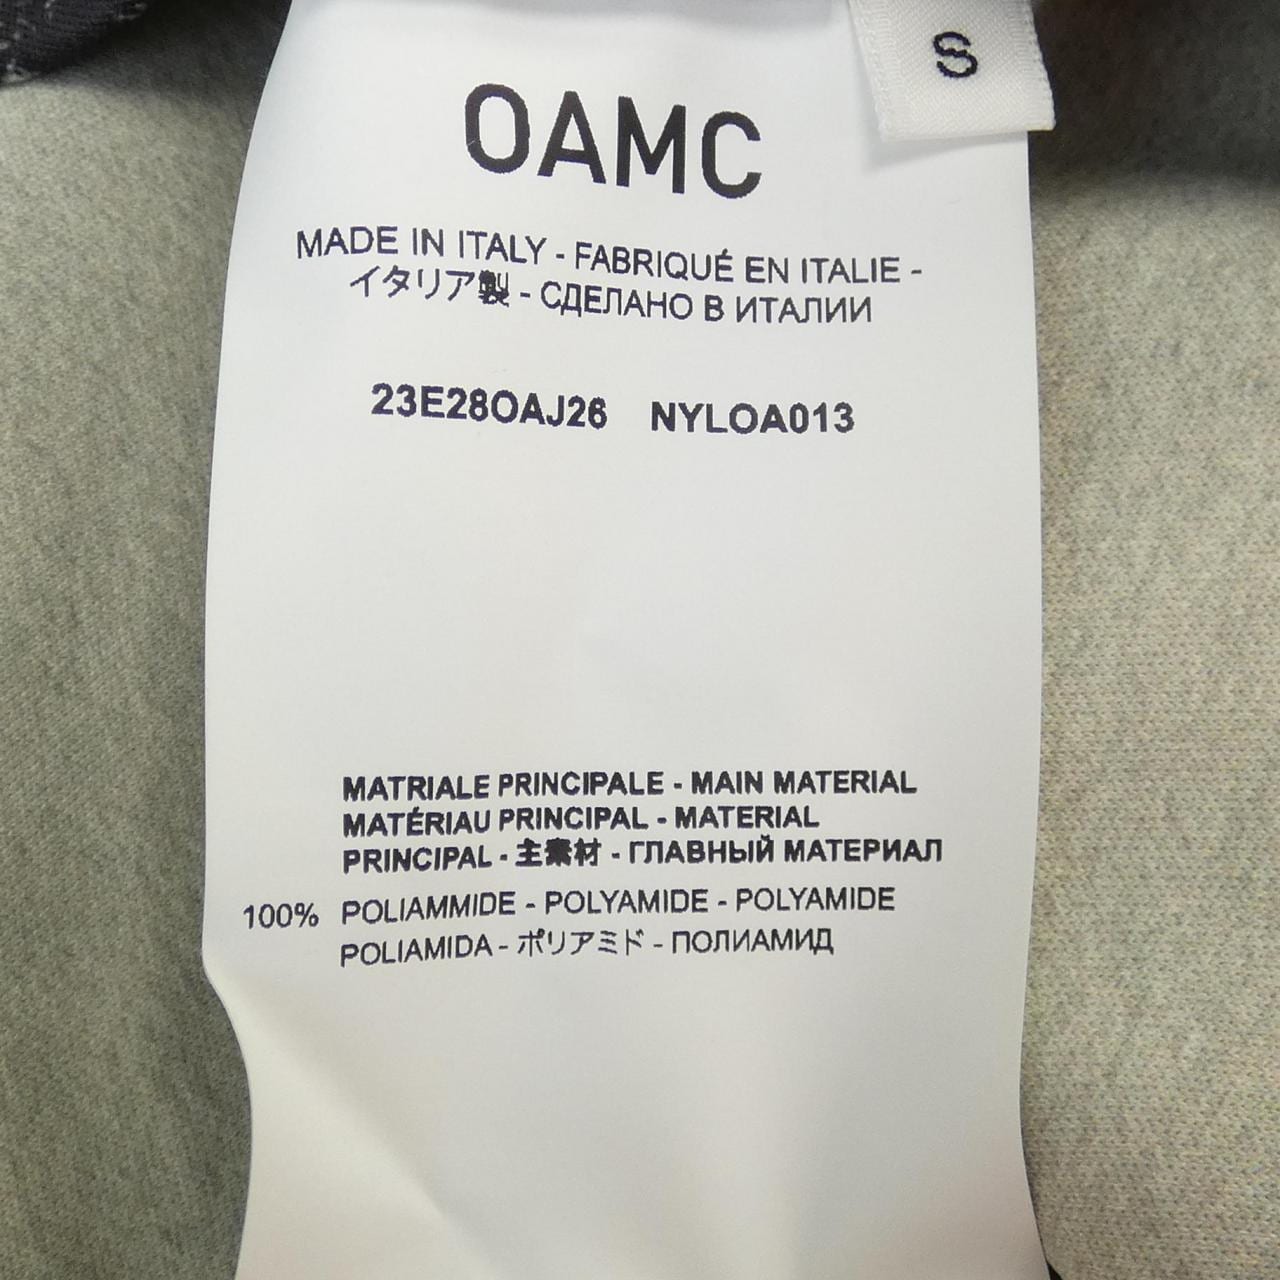 S
OAMC
MADE IN ITALY - FABRIQUÉ EN ITALIE -
イタリア製 - СДЕЛАНО В ИТАЛИИ
23E28OAJ26 NYLOA013
MATRIALE PRINCIPALE - MAIN MATERIAL
MATÉRIAU PRINCIPAL - MATERIAL
PRINCIPAL - 主素材 - ГЛАВНЫЙ МАТЕРИАЛ
100% POLIAMMIDE - POLYAMIDE - POLYAMIDE
POLIAMIDA - ポリアミド - ПОЛИАМИД